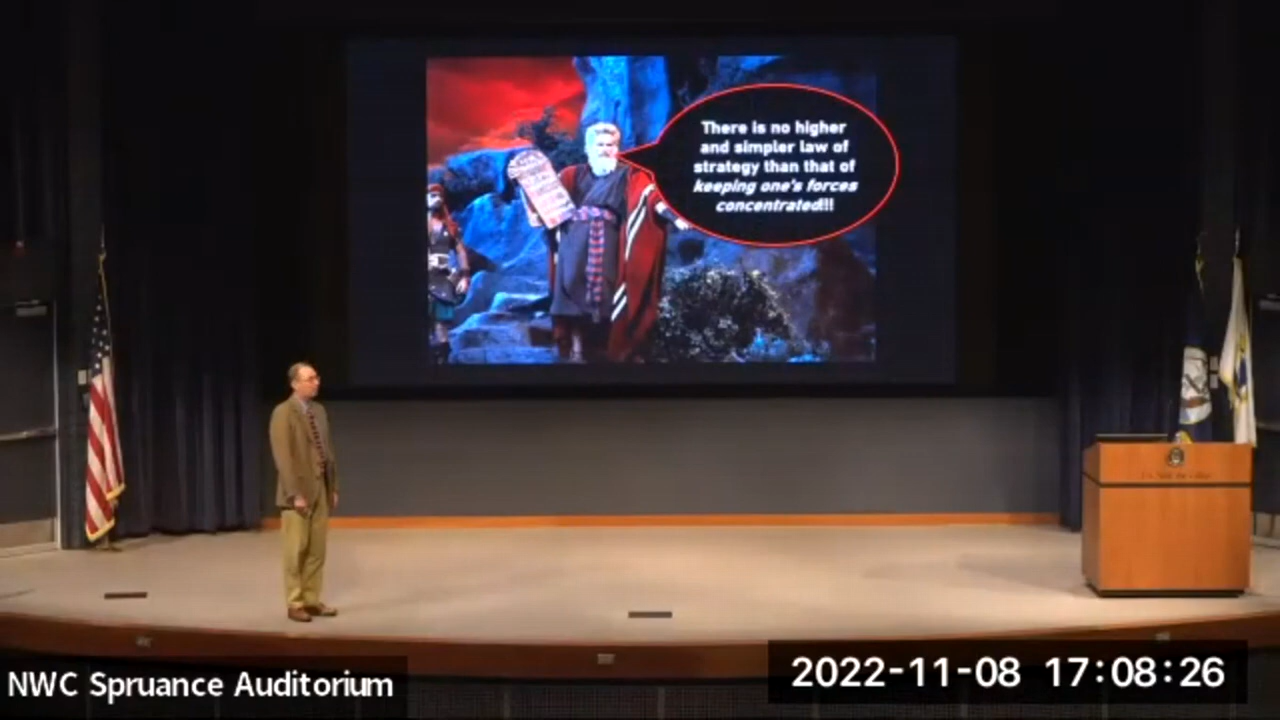 There is no higher
and simpler law of
strategy than that of
keeping one's forces
concentrated!!!
NWC Spruance Auditorium
2022-11-08 17:08:26